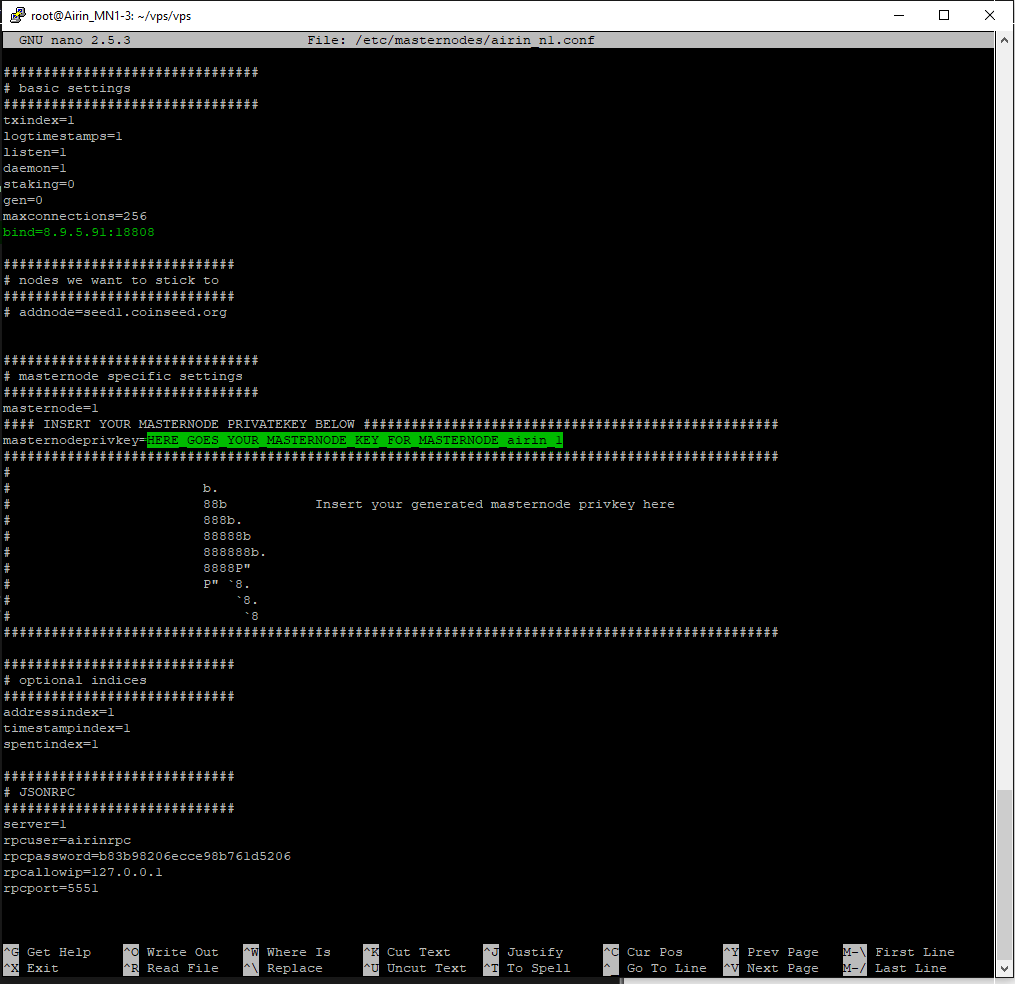 root@Airin_MN1-3: ~/vps/vps
GNU nano 2.5.3 File: /etc/masternodes/airin_n1.conf
################################
# basic settings
################################
txindex=1
logtimestamps=1
listen=1
daemon=1
staking=0
gen=0
maxconnections=256
bind=8.9.5.91:18808
#############################
# nodes we want to stick to
#############################
# addnode=seed1.coinseed.org
################################
# masternode specific settings
################################
masternode=1
#### INSERT YOUR MASTERNODE PRIVATEKEY BELOW ####################################################
masternodeprivkey=HERE_GOES_YOUR_MASTERNODE_KEY_FOR_MASTERNODE_airin_1
#################################################################################################
#
# b.
# 88b Insert your generated masternode privkey here
# 888b.
# 88888b
# 888888b.
# 8888P"
# P" `8.
# `8.
# `8
#################################################################################################
#############################
# optional indices
#############################
addressindex=1
timestampindex=1
spentindex=1
#############################
# JSONRPC
#############################
server=1
rpcuser=airinrpc
rpcpassword=b83b98206ecce98b761d5206
rpcallowip=127.0.0.1
rpcport=5551
^G Get Help ^O Write Out ^W Where Is ^K Cut Text ^J Justify ^C Cur Pos ^Y Prev Page M-\ First Line
^X Exit ^R Read File ^\ Replace ^U Uncut Text ^T To Spell ^_ Go To Line ^V Next Page M-/ Last Line